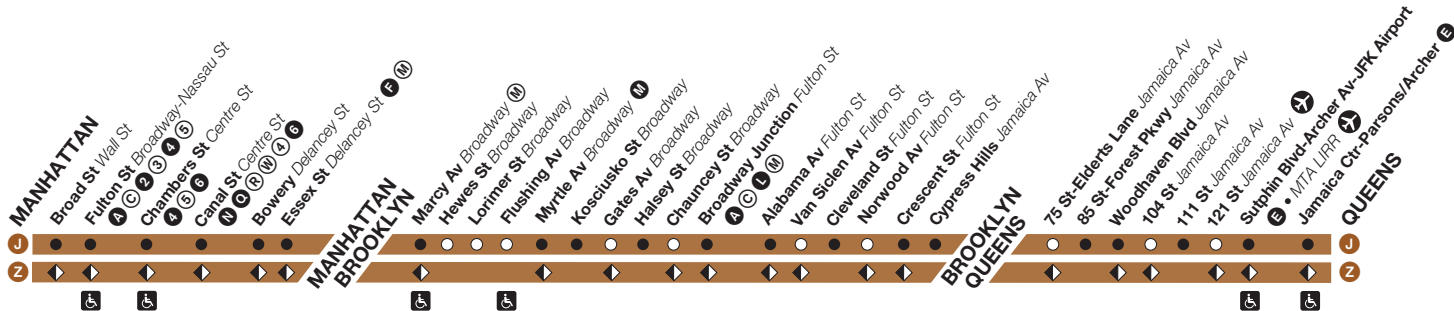 MANHATTAN
Broad St Wall St
Fulton St Broadway-Nassau St
A C 2 3 4 5
Chambers St Centre St
4 5 6
Canal St Centre St
N Q R W 4 6
Bowery Delancey St
Essex St Delancey St F M
MANHATTAN
BROOKLYN
Marcy Av Broadway M
Hewes St Broadway
Lorimer St Broadway
Flushing Av Broadway
Myrtle Av Broadway M
Kosciusko St Broadway
Gates Av Broadway
Halsey St Broadway
Chauncey St Broadway
Broadway Junction Fulton St
A C L M
Alabama Av Fulton St
Van Siclen Av Fulton St
Cleveland St Fulton St
Norwood Av Fulton St
Crescent St Fulton St
Cypress Hills Jamaica Av
BROOKLYN
QUEENS
75 St-Elderts Lane Jamaica Av
85 St-Forest Pkwy Jamaica Av
Woodhaven Blvd Jamaica Av
104 St Jamaica Av
111 St Jamaica Av
121 St Jamaica Av
Sutphin Blvd-Archer Av-JFK Airport
E • MTA LIRR
Jamaica Ctr-Parsons/Archer E
QUEENS
J J
Z Z